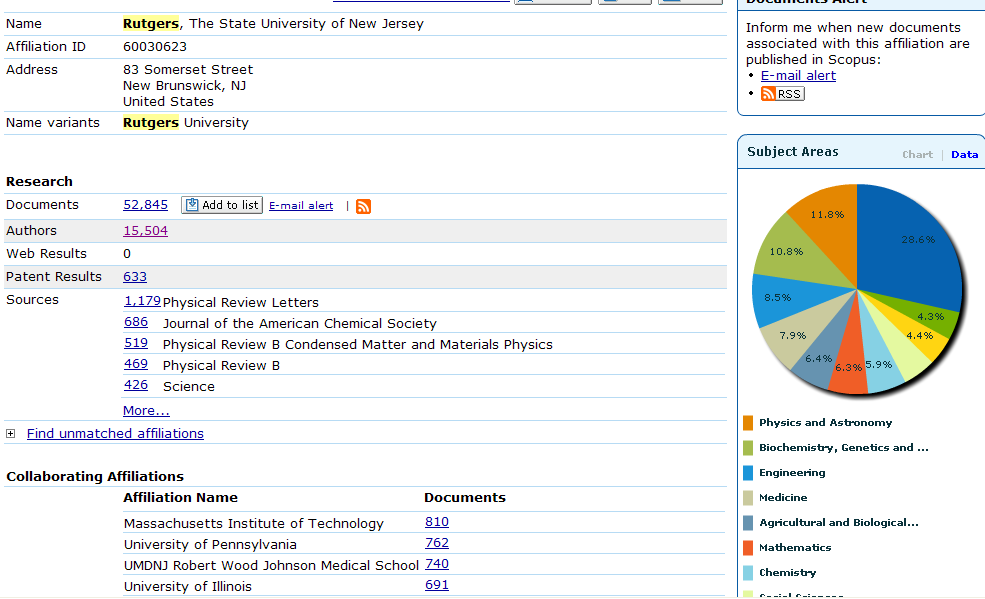 Name Rutgers, The State University of New Jersey
Affiliation ID 60030623
Address 83 Somerset Street
New Brunswick, NJ
United States
Name variants Rutgers University
Research
Documents 52,845 Add to list E-mail alert |
Authors 15,504
Web Results 0
Patent Results 633
Sources 1,179 Physical Review Letters
686 Journal of the American Chemical Society
519 Physical Review B Condensed Matter and Materials Physics
469 Physical Review B
426 Science
More...
Find unmatched affiliations
Collaborating Affiliations
Affiliation Name Documents
Massachusetts Institute of Technology 810
University of Pennsylvania 762
UMDNJ Robert Wood Johnson Medical School 740
University of Illinois 691
Documents Alert
Inform me when new documents
associated with this affiliation are
published in Scopus:
• E-mail alert
• RSS
Subject Areas Chart | Data
11.8%
28.6%
10.8%
8.5%
4.3%
4.4%
7.9%
6.4%
6.3%
5.9%
Physics and Astronomy
Biochemistry, Genetics and ...
Engineering
Medicine
Agricultural and Biological...
Mathematics
Chemistry
Social Sciences